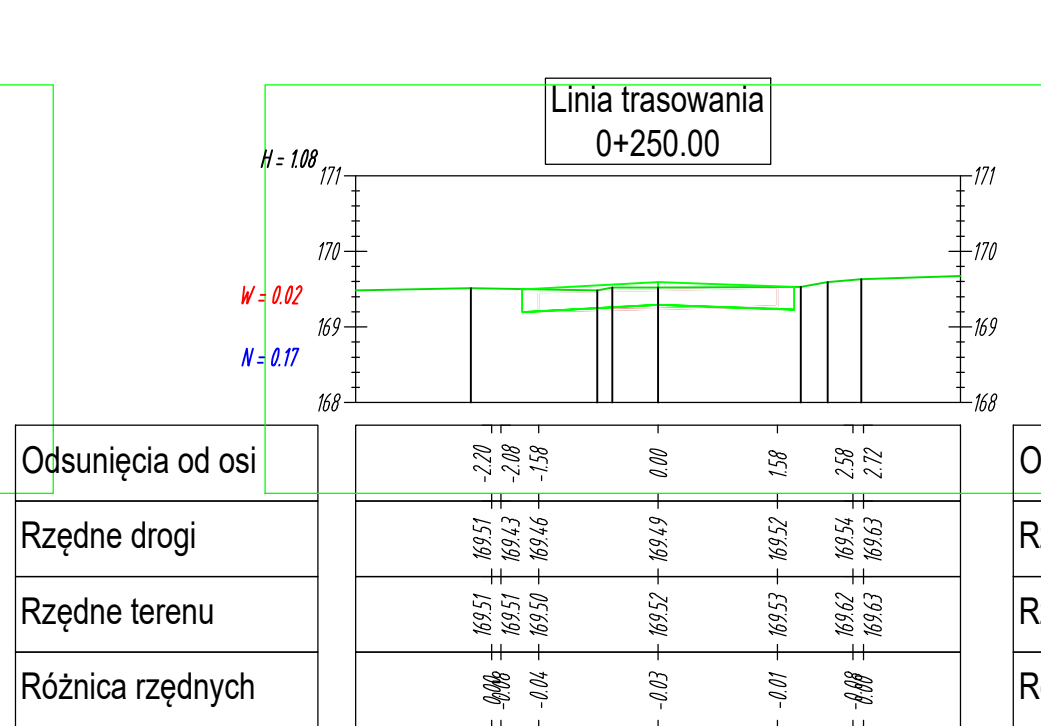 Linia trasowania
0+250.00
H = 1.08
171
171
170
170
W = 0.02
169
169
N = 0.17
168
168
Odsunięcia od osi
-2.20 -2.08 -1.58 0.00 1.58 2.58 2.72
O
Rzędne drogi
169.51 169.43 169.46 169.49 169.52 169.54 169.63
R
Rzędne terenu
169.51 169.51 169.50 169.52 169.53 169.62 169.63
R
Różnica rzędnych
-0.04 -0.03 -0.01
R